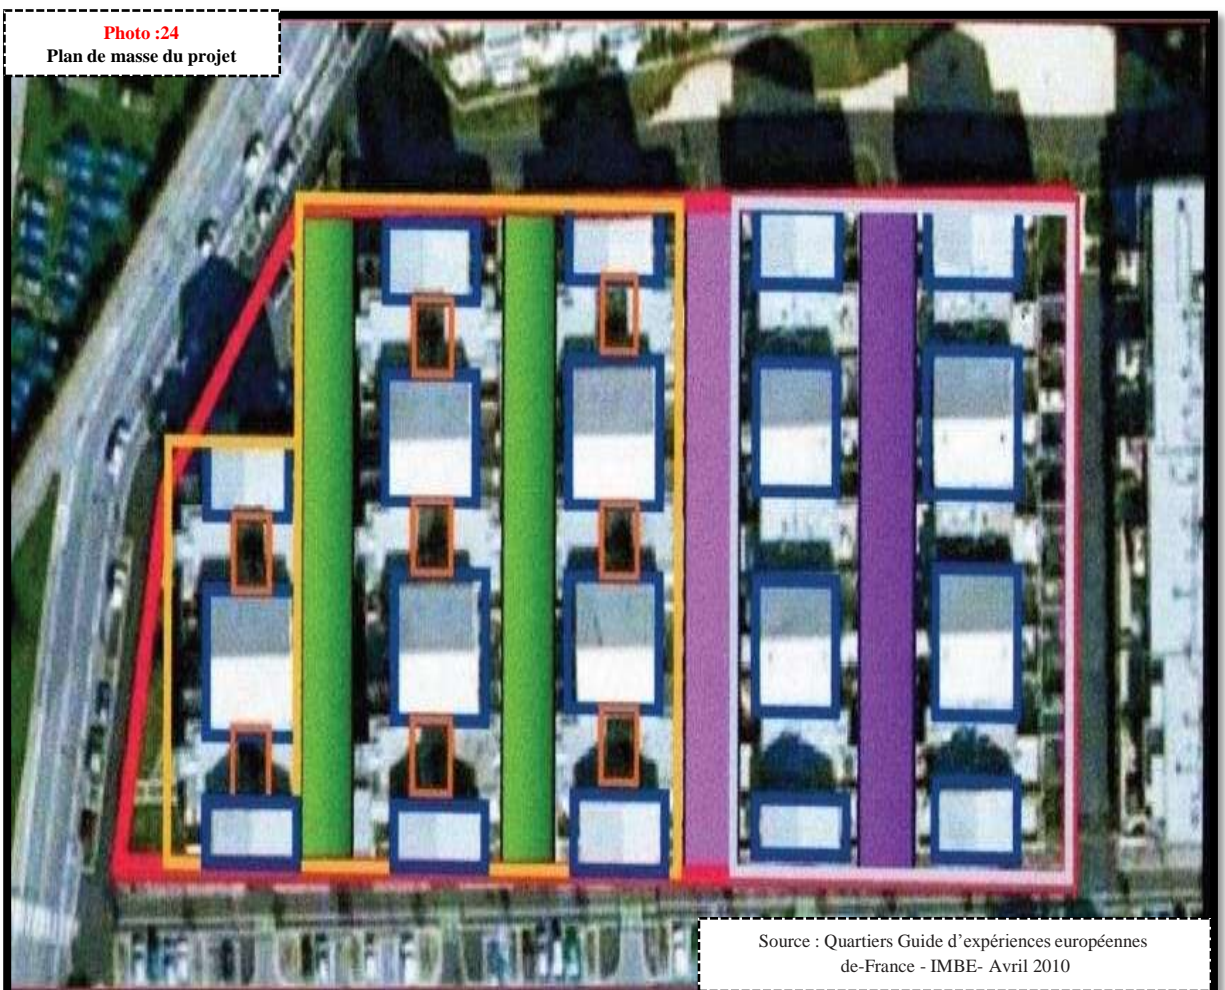 Photo :24
Plan de masse du projet
Source : Quartiers Guide d’expériences européennes
de-France - IMBE- Avril 2010